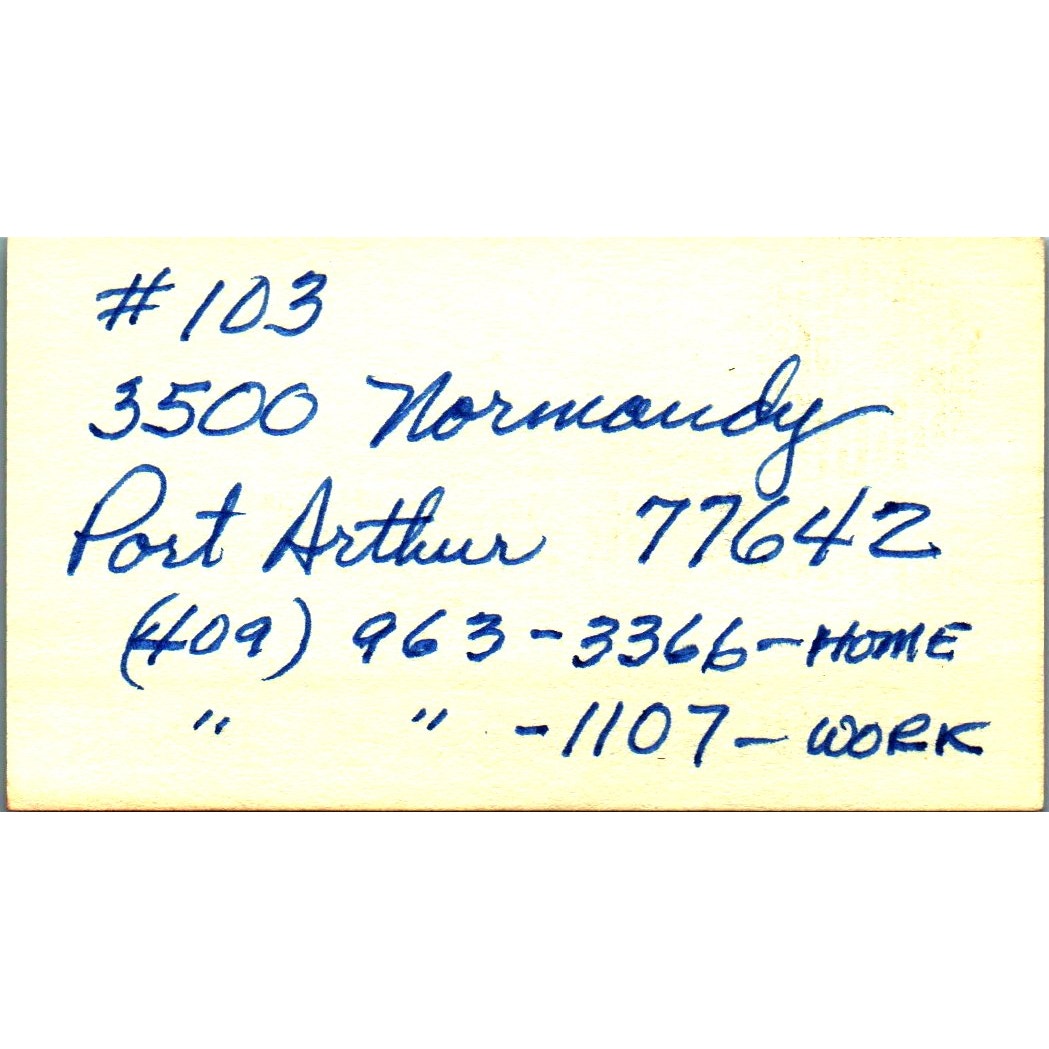 #103
3500 Normandy
Port Arthur 77642
(409) 963-3366-HOME
" " -1107- WORK